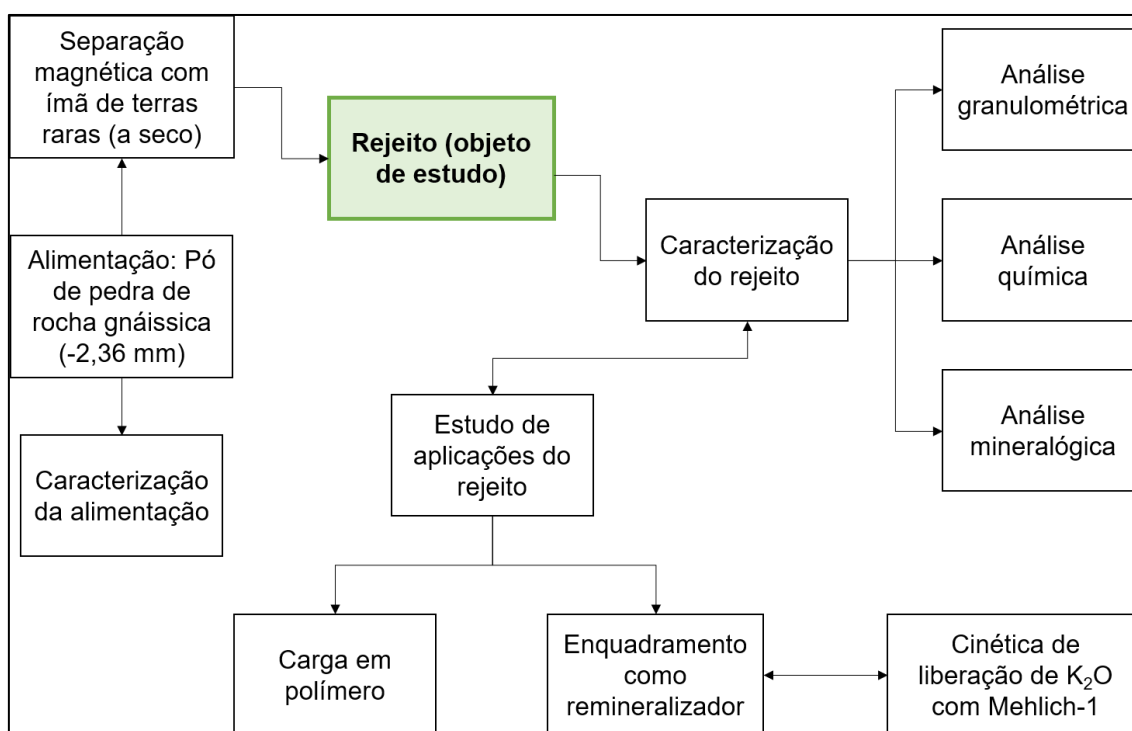 Separação
magnética com
ímã de terras
raras (a seco)
Rejeito (objeto
de estudo)
Análise
granulométrica
Alimentação: Pó
de pedra de
rocha gnáissica
(-2,36 mm)
Caracterização
do rejeito
Análise
química
Caracterização
da alimentação
Estudo de
aplicações do
rejeito
Análise
mineralógica
Carga em
polímero
Enquadramento
como
remineralizador
Cinética de
liberação de K₂O
com Mehlich-1